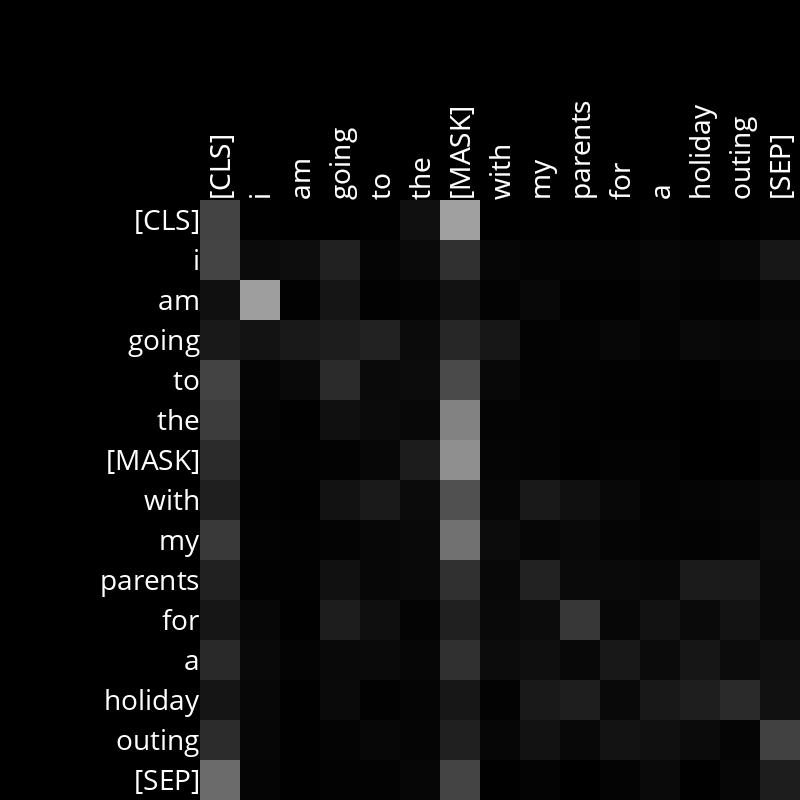 [CLS] i am going to the [MASK] with my parents for a holiday outing [SEP]
[CLS]
i
am
going
to
the
[MASK]
with
my
parents
for
a
holiday
outing
[SEP]